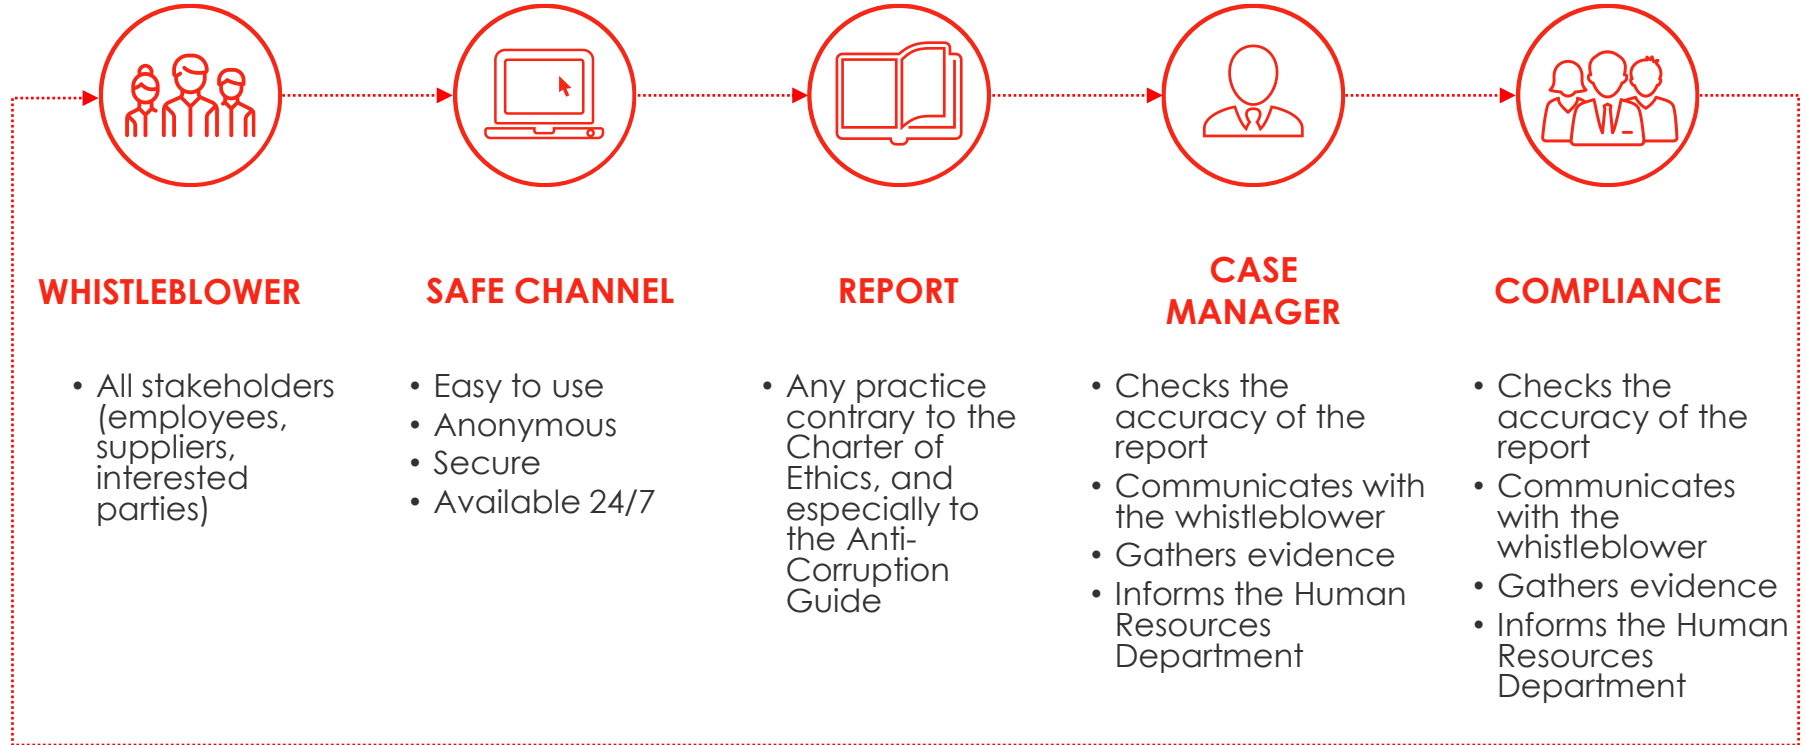 WHISTLEBLOWER
• All stakeholders
(employees,
suppliers,
interested
parties)
SAFE CHANNEL
• Easy to use
• Anonymous
• Secure
• Available 24/7
REPORT
• Any practice
contrary to the
Charter of
Ethics, and
especially to
the Anti-
Corruption
Guide
CASE
MANAGER
• Checks the
accuracy of the
report
• Communicates with
the whistleblower
• Gathers evidence
• Informs the Human
Resources
Department
COMPLIANCE
• Checks the
accuracy of the
report
• Communicates
with the
whistleblower
• Gathers evidence
• Informs the Human
Resources
Department